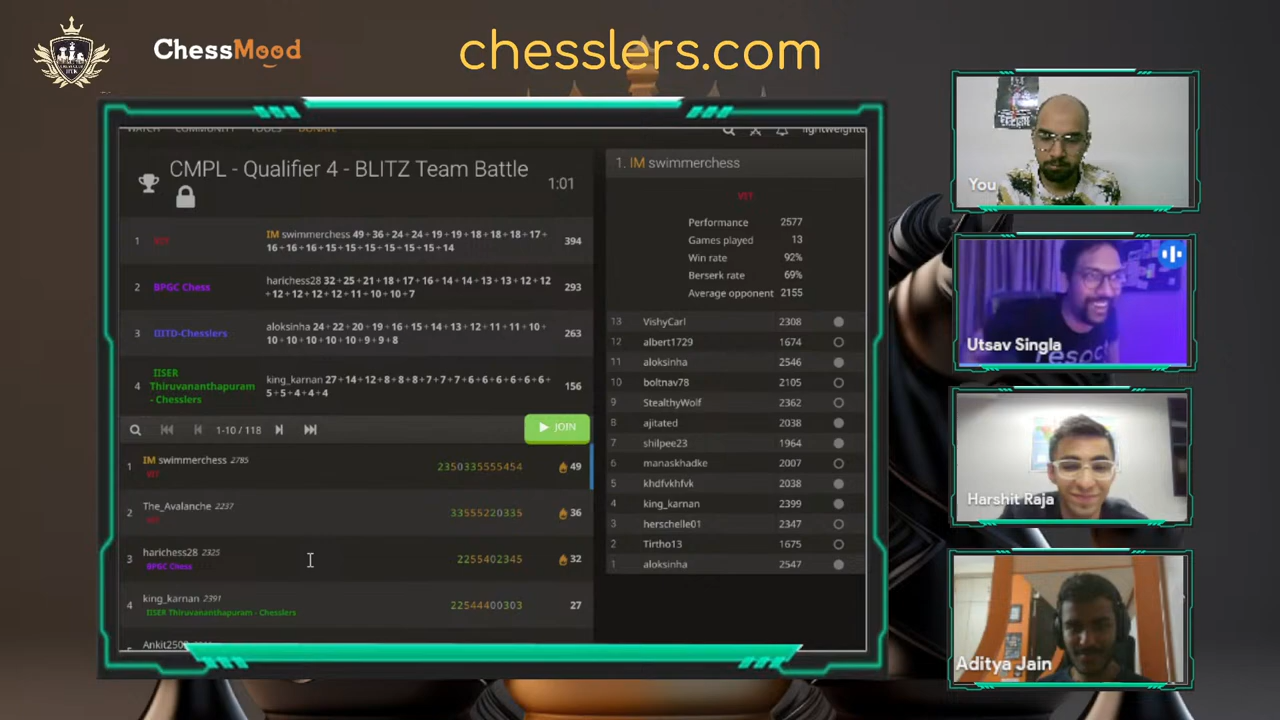 ChessMood
chesslers.com
WATCH COMMUNITY TOOLS DONATE
CMPL - Qualifier 4 - BLITZ Team Battle
1:01
1 VIT IM swimmerchess 49 + 36 + 24 + 24 + 19 + 19 + 18 + 18 + 18 + 17 + 394
16 + 16 + 16 + 15 + 15 + 15 + 15 + 15 + 15 + 14
2 BPGC Chess harichess28 32 + 25 + 21 + 18 + 17 + 16 + 14 + 14 + 13 + 13 + 12 + 12 293
+ 12 + 12 + 12 + 12 + 11 + 10 + 10 + 7
3 IIITD-Chesslers aloksinha 24 + 22 + 20 + 19 + 16 + 15 + 14 + 13 + 12 + 11 + 11 + 10 + 263
10 + 10 + 10 + 10 + 10 + 9 + 9 + 8
4 IISER Thiruvananthapuram - Chesslers king_karnan 27 + 14 + 12 + 8 + 8 + 8 + 7 + 7 + 7 + 6 + 6 + 6 + 6 + 6 + 6 + 156
5 + 5 + 4 + 4 + 4
1-10 / 118
JOIN
1 IM swimmerchess 2785 2350335555454 49
VIT
2 The_Avalanche 2237 33555220335 36
VIT
3 harichess28 2325 2255402345 32
BPGC Chess
4 king_karnan 2391 22544400303 27
IISER Thiruvananthapuram - Chesslers
1. IM swimmerchess
VIT
Performance 2577
Games played 13
Win rate 92%
Berserk rate 69%
Average opponent 2155
13 VishyCarl 2308
12 albert1729 1674
11 aloksinha 2546
10 boltnav78 2105
9 StealthyWolf 2362
8 ajitated 2038
7 shilpee23 1964
6 manaskhadke 2007
5 khdfvkhfvk 2038
4 king_karnan 2399
3 herschelle01 2347
2 Tirtho13 1675
1 aloksinha 2547
You
Utsav Singla
Harshit Raja
Aditya Jain